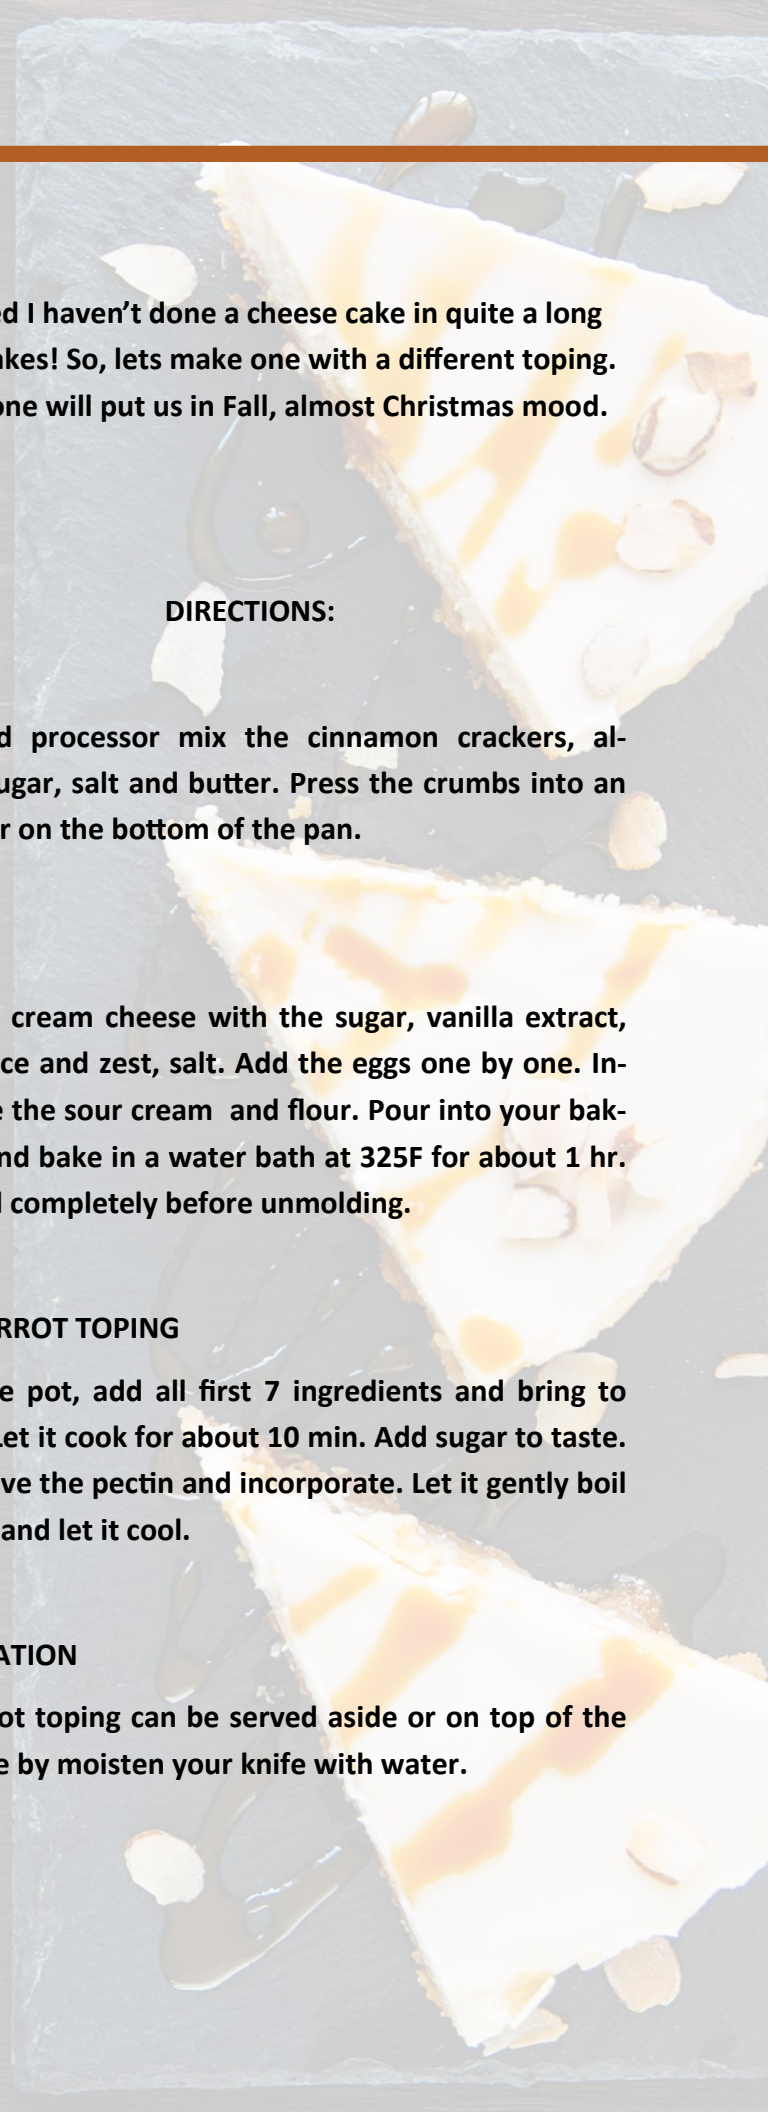 ed I haven’t done a cheese cake in quite a long
akes! So, lets make one with a different toping.
one will put us in Fall, almost Christmas mood.
DIRECTIONS:
d processor mix the cinnamon crackers, al-
ugar, salt and butter. Press the crumbs into an
r on the bottom of the pan.
cream cheese with the sugar, vanilla extract,
ce and zest, salt. Add the eggs one by one. In-
e the sour cream and flour. Pour into your bak-
nd bake in a water bath at 325F for about 1 hr.
l completely before unmolding.
RROT TOPING
e pot, add all first 7 ingredients and bring to
Let it cook for about 10 min. Add sugar to taste.
ve the pectin and incorporate. Let it gently boil
and let it cool.
ATION
ot toping can be served aside or on top of the
e by moisten your knife with water.